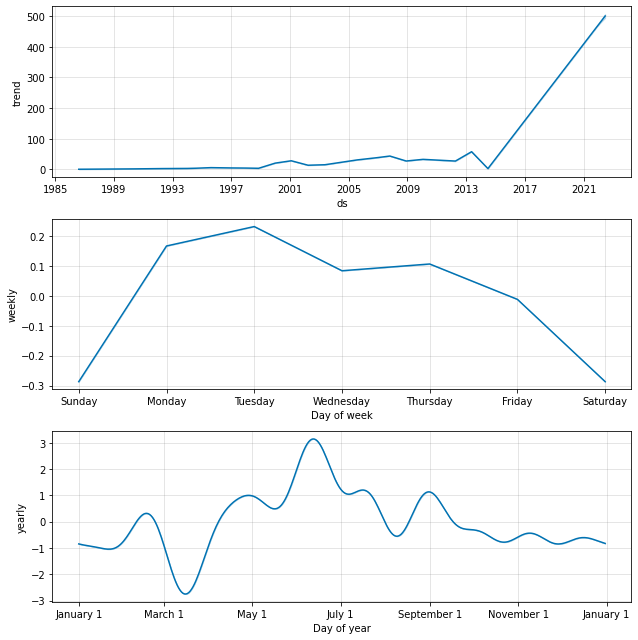 500
400
300
200
100
0
trend
1985 1989 1993 1997 2001 2005 2009 2013 2017 2021
ds
0.2
0.1
0.0
−0.1
−0.2
−0.3
weekly
Sunday Monday Tuesday Wednesday Thursday Friday Saturday
Day of week
3
2
1
0
−1
−2
−3
yearly
January 1 March 1 May 1 July 1 September 1 November 1 January 1
Day of year